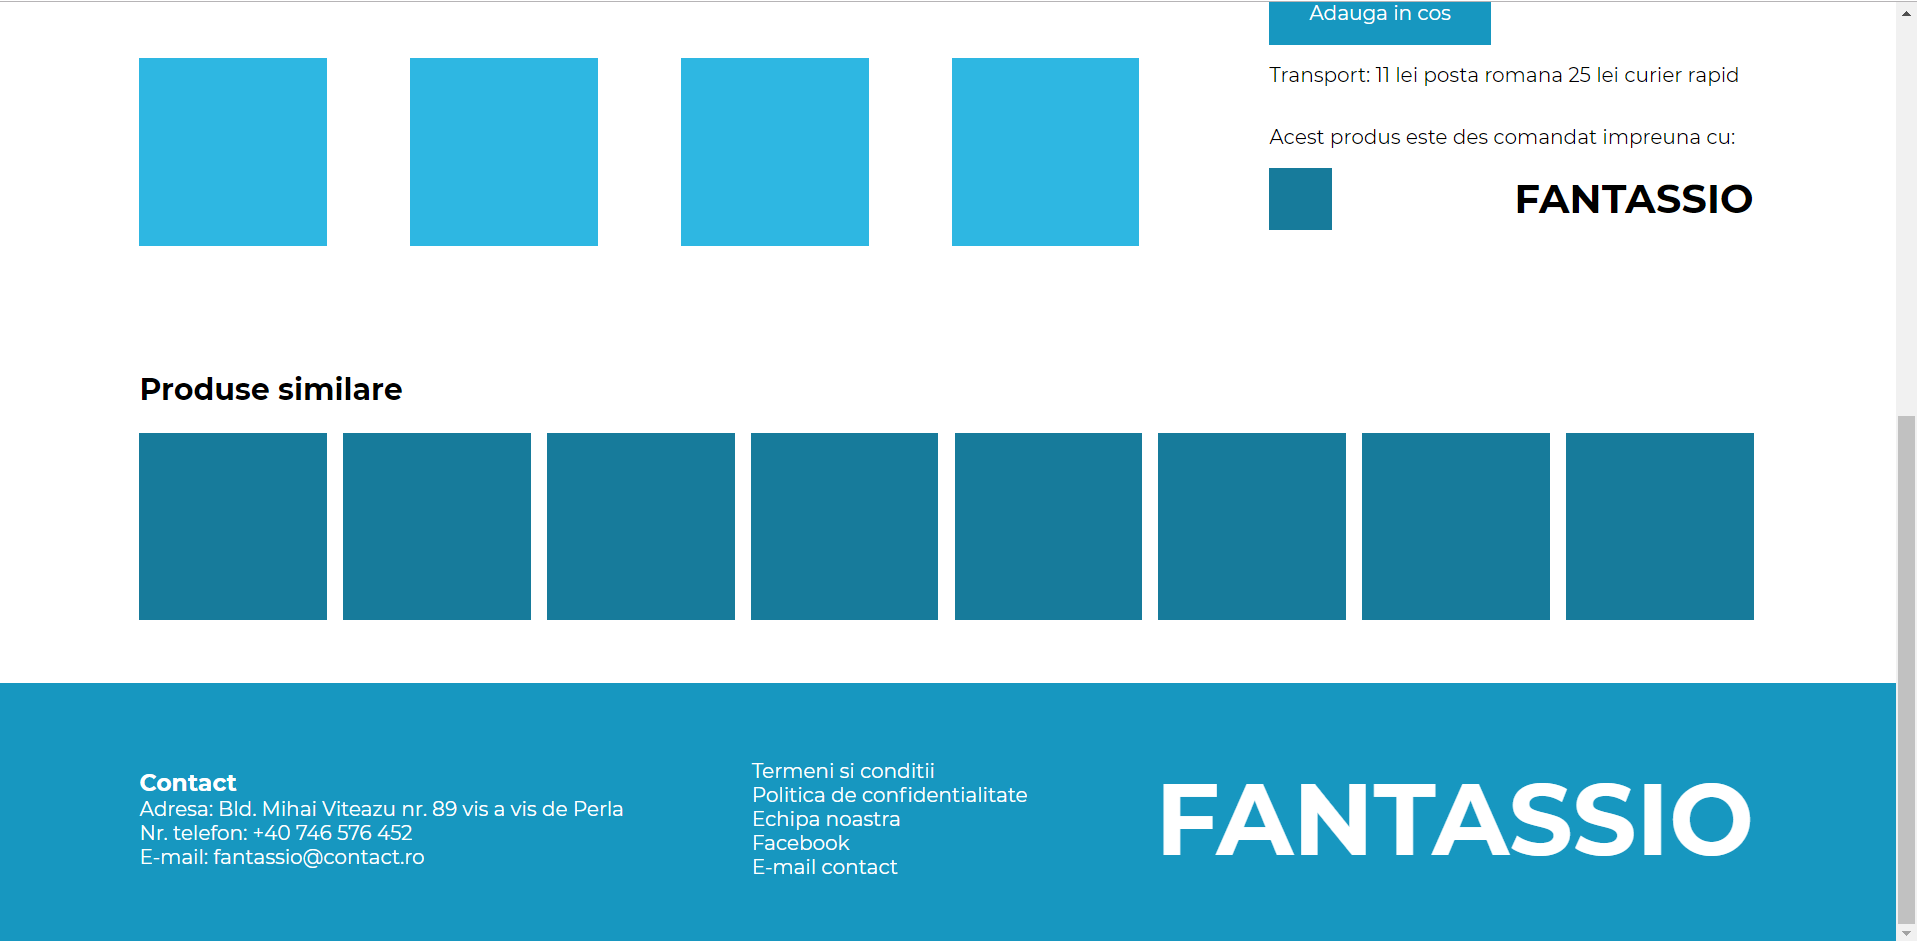 Adauga in cos
Transport: 11 lei posta romana 25 lei curier rapid
Acest produs este des comandat impreuna cu:
FANTASSIO
Produse similare
Contact
Adresa: Bld. Mihai Viteazu nr. 89 vis a vis de Perla
Nr. telefon: +40 746 576 452
E-mail: fantassio@contact.ro
Termeni si conditii
Politica de confidentialitate
Echipa noastra
Facebook
E-mail contact
FANTASSIO